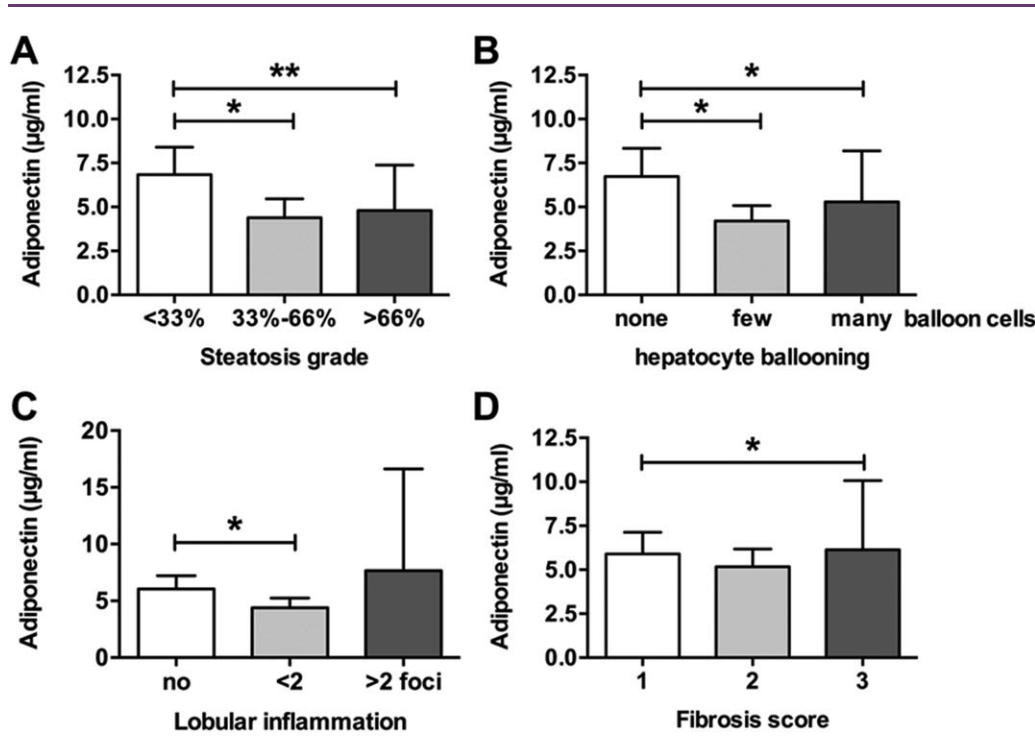 A
Adiponectin (µg/ml)
12.5
10.0
7.5
5.0
2.5
0.0
**
*
<33% 33%-66% >66%
Steatosis grade
B
Adiponectin (µg/ml)
12.5
10.0
7.5
5.0
2.5
0.0
*
*
none few many balloon cells
hepatocyte ballooning
C
Adiponectin (µg/ml)
20
15
10
5
0
*
no <2 >2 foci
Lobular inflammation
D
Adiponectin (µg/ml)
12.5
10.0
7.5
5.0
2.5
0.0
*
1 2 3
Fibrosis score